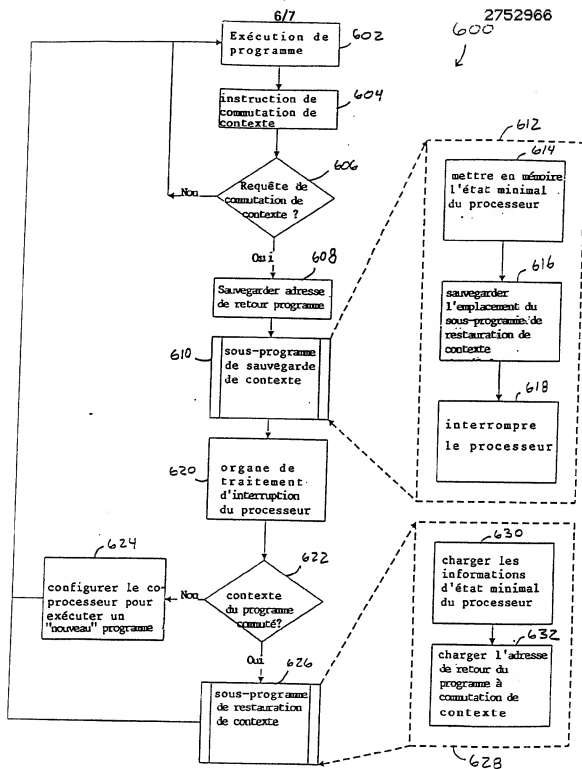 6/7
2752966
600
Exécution de
programme
602
instruction de
commutation de
contexte
604
Requête de
commutation de
contexte ?
606
Non
Oui
608
Sauvegarder adresse
de retour programme
610
sous-programme
de sauvegarde
de contexte
612
614
mettre en mémoire
l'état minimal
du processeur
616
sauvegarder
l'emplacement du
sous-programme de
restauration de
contexte
618
interrompre
le processeur
620
organe de
traitement
d'interruption
du processeur
622
contexte
du programme
commuté?
Non
624
configurer le co-
processeur pour
exécuter un
"nouveau" programme
Oui
626
sous-programme
de restauration
de contexte
630
charger les
informations
d'état minimal
du processeur
632
charger l'adresse
de retour du
programme à
commutation de
contexte
628